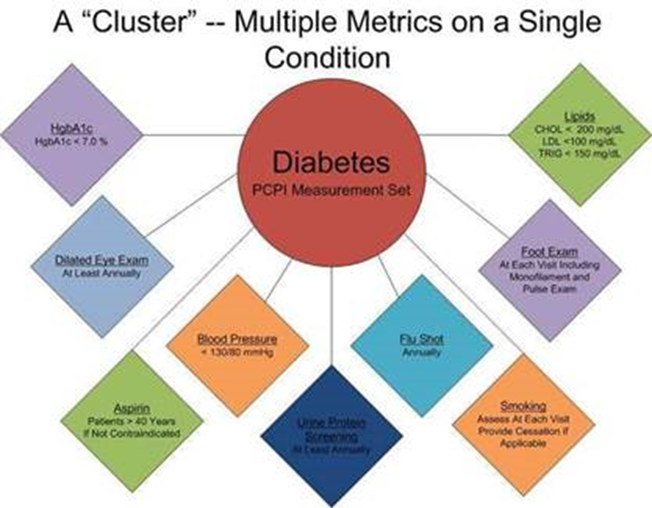 A “Cluster” -- Multiple Metrics on a Single
Condition
Diabetes
PCPI Measurement Set
HgbA1c
HgbA1c < 7.0 %
Lipids
CHOL < 200 mg/dL
LDL <100 mg/dL
TRIG < 150 mg/dL
Dilated Eye Exam
At Least Annually
Foot Exam
At Each Visit Including
Monofilament and
Pulse Exam
Blood Pressure
< 130/80 mmHg
Flu Shot
Annually
Aspirin
Patients > 40 Years
If Not Contraindicated
Urine Protein
Screening
At Least Annually
Smoking
Assess At Each Visit
Provide Cessation If
Applicable